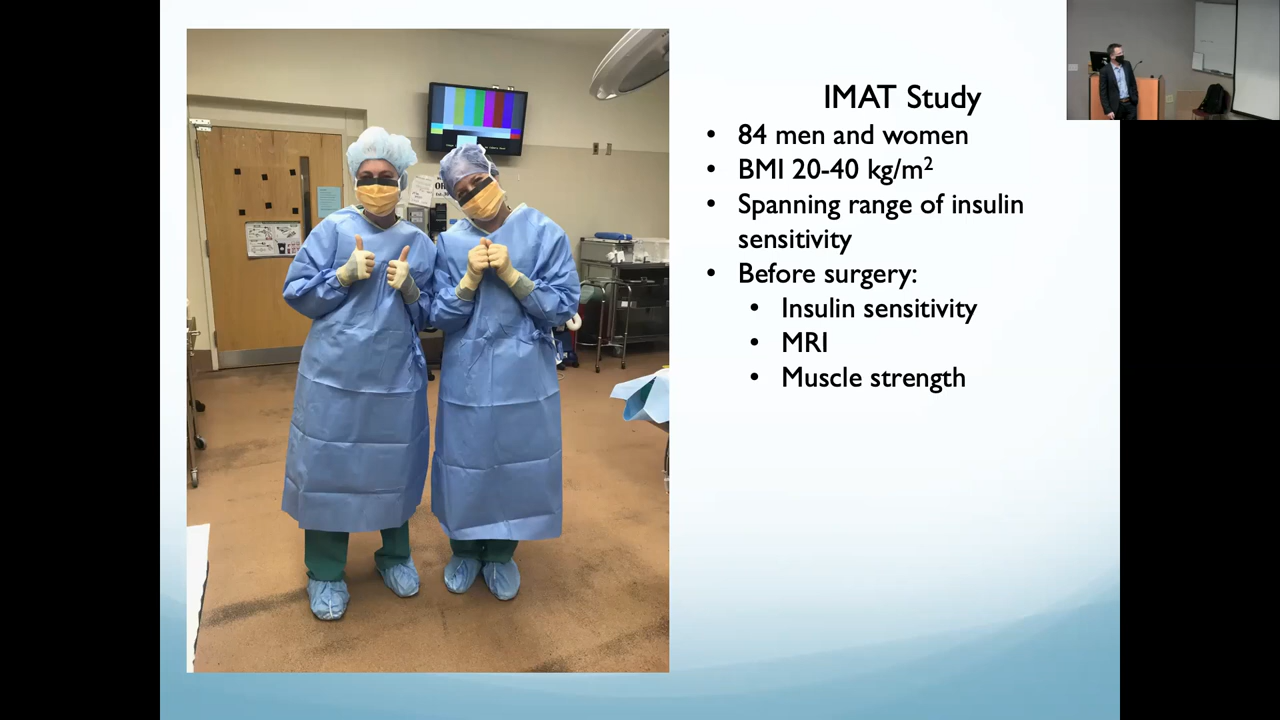 IMAT Study
• 84 men and women
• BMI 20-40 kg/m²
• Spanning range of insulin
sensitivity
• Before surgery:
• Insulin sensitivity
• MRI
• Muscle strength